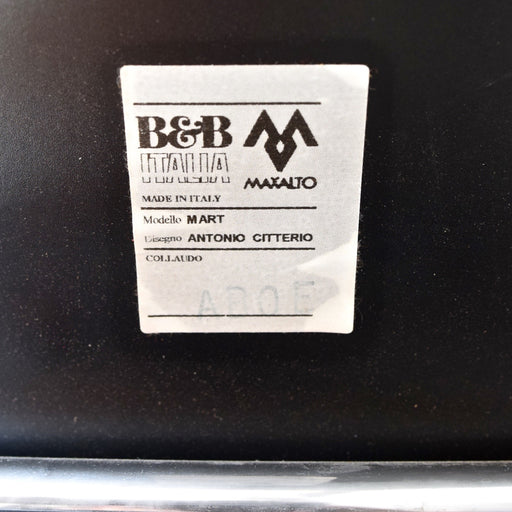 B&B
ITALIA
MAXALTO
MADE IN ITALY
Modello MART
Disegno ANTONIO CITTERIO
COLLAUDO